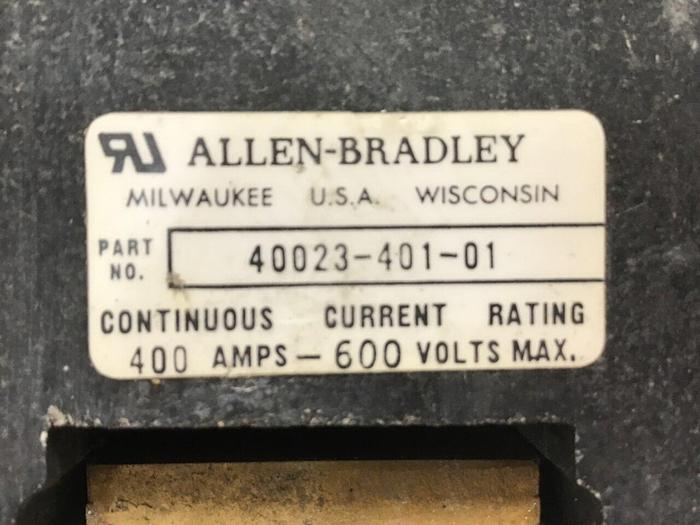 ALLEN-BRADLEY
MILWAUKEE U.S.A. WISCONSIN
PART NO. 40023-401-01
CONTINUOUS CURRENT RATING
400 AMPS — 600 VOLTS MAX.